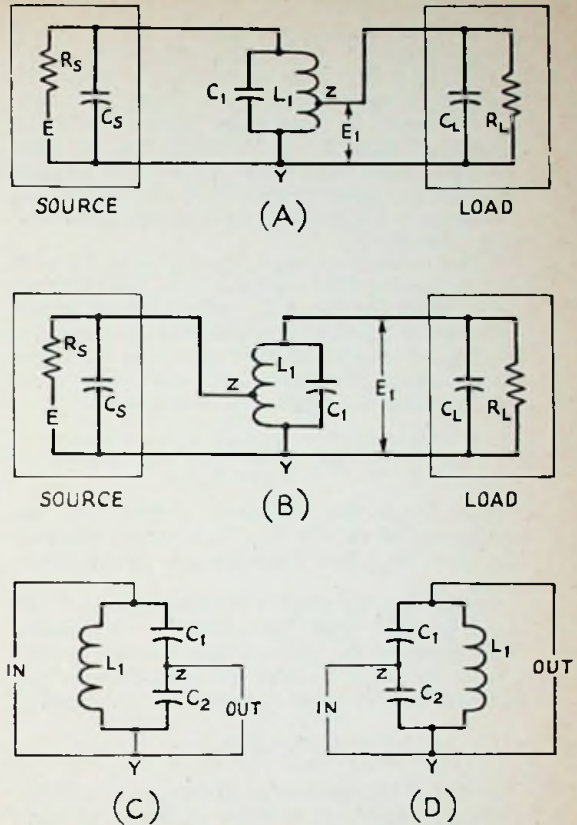 R_S
E
C_S
SOURCE
C_1
L_1
Z
E_1
Y
(A)
C_L
R_L
LOAD
R_S
E
C_S
SOURCE
Z
L_1
C_1
Y
(B)
E_1
C_L
R_L
LOAD
IN
L_1
C_1
Z
C_2
OUT
Y
(C)
IN
C_1
Z
C_2
L_1
OUT
Y
(D)